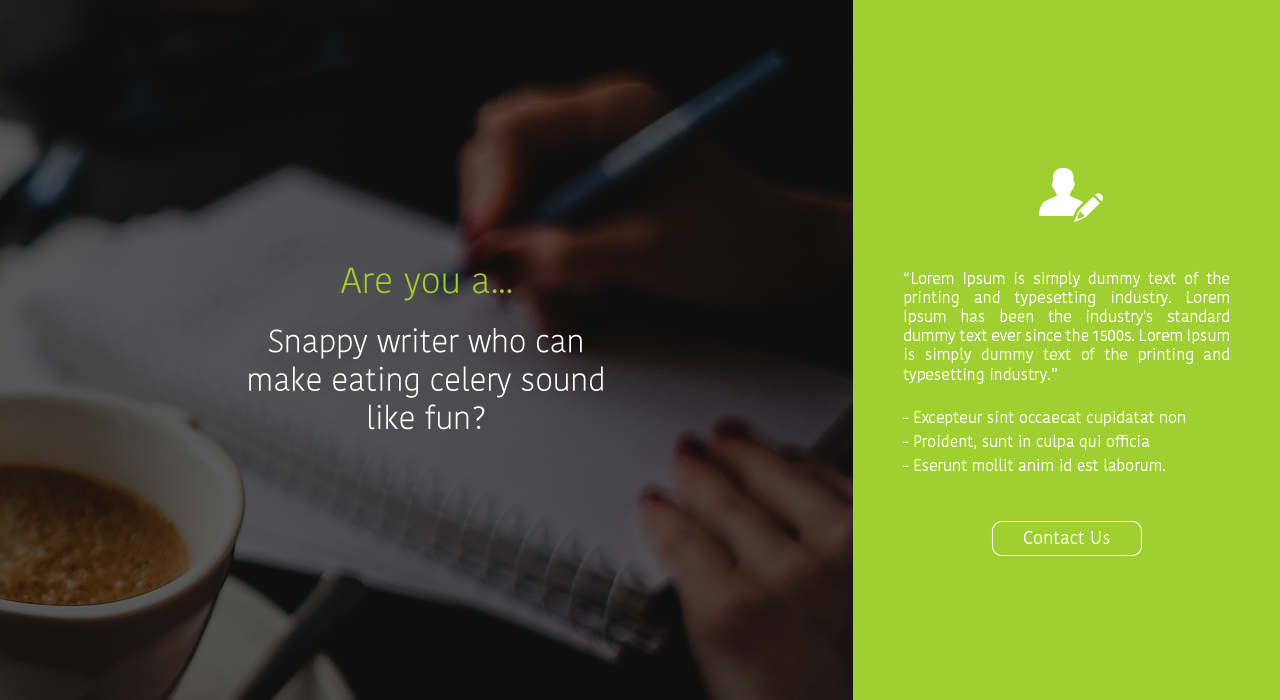 Are you a...
Snappy writer who can
make eating celery sound
like fun?
“Lorem Ipsum is simply dummy text of the
printing and typesetting industry. Lorem
Ipsum has been the industry's standard
dummy text ever since the 1500s. Lorem Ipsum
is simply dummy text of the printing and
typesetting industry.”
- Excepteur sint occaecat cupidatat non
- Proident, sunt in culpa qui officia
- Eserunt mollit anim id est laborum.
Contact Us